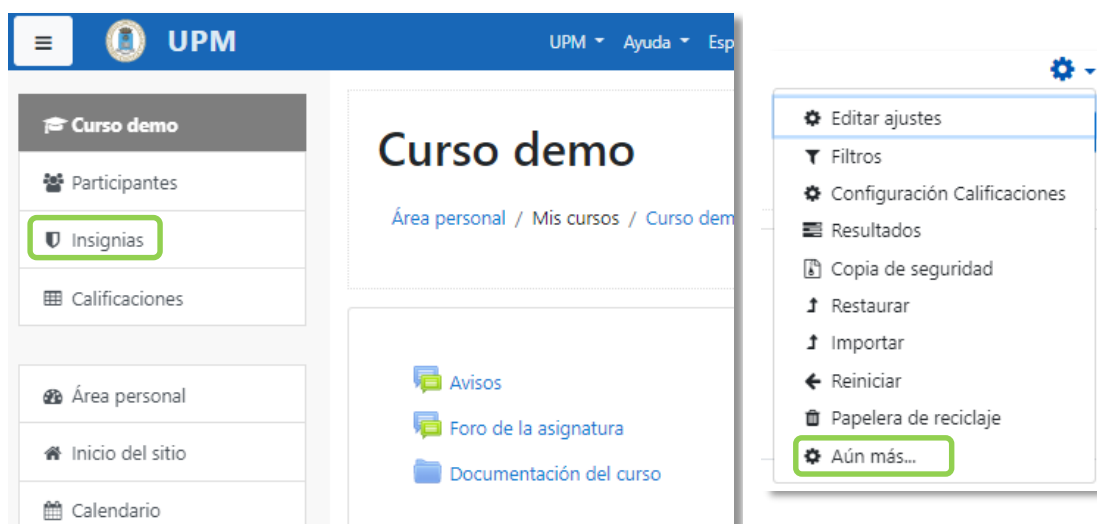 UPM
UPM Ayuda Esp
Curso demo
Participantes
Insignias
Calificaciones
Área personal
Inicio del sitio
Calendario
Curso demo
Área personal / Mis cursos / Curso dem
Avisos
Foro de la asignatura
Documentación del curso
Editar ajustes
Filtros
Configuración Calificaciones
Resultados
Copia de seguridad
Restaurar
Importar
Reiniciar
Papelera de reciclaje
Aún más...